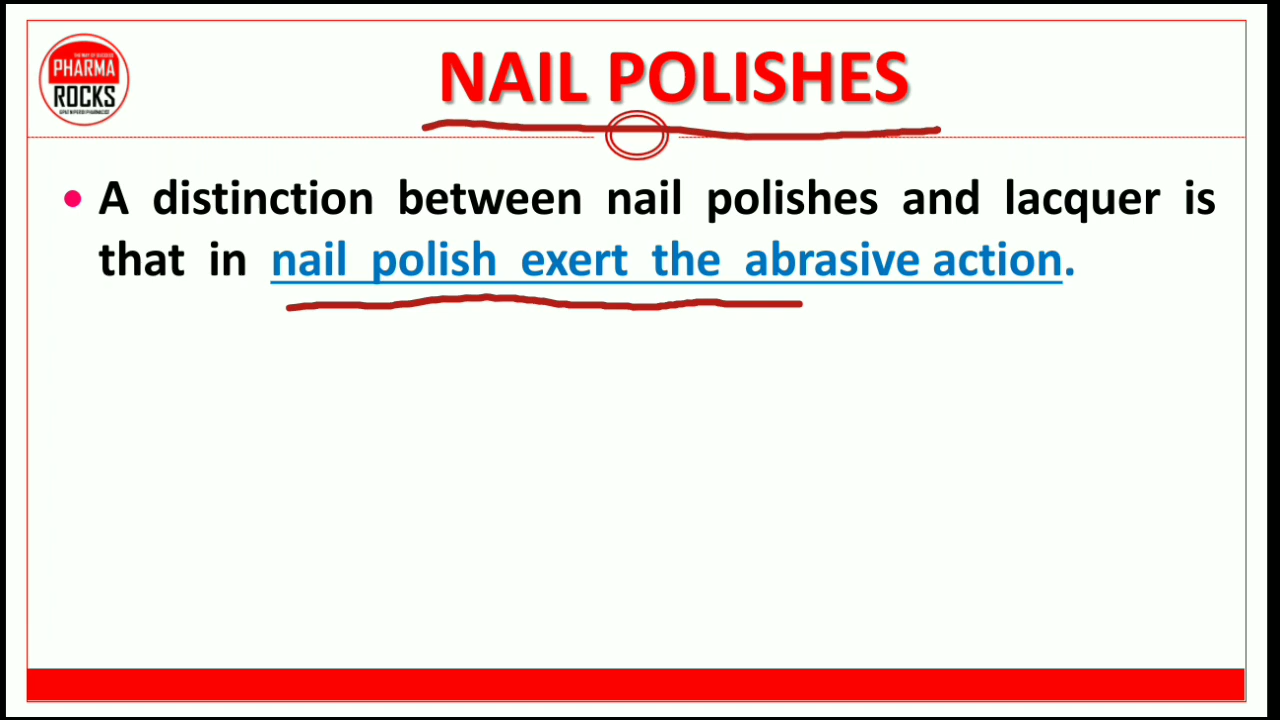 PHARMA
ROCKS
NAIL POLISHES
A distinction between nail polishes and lacquer is
that in nail polish exert the abrasive action.